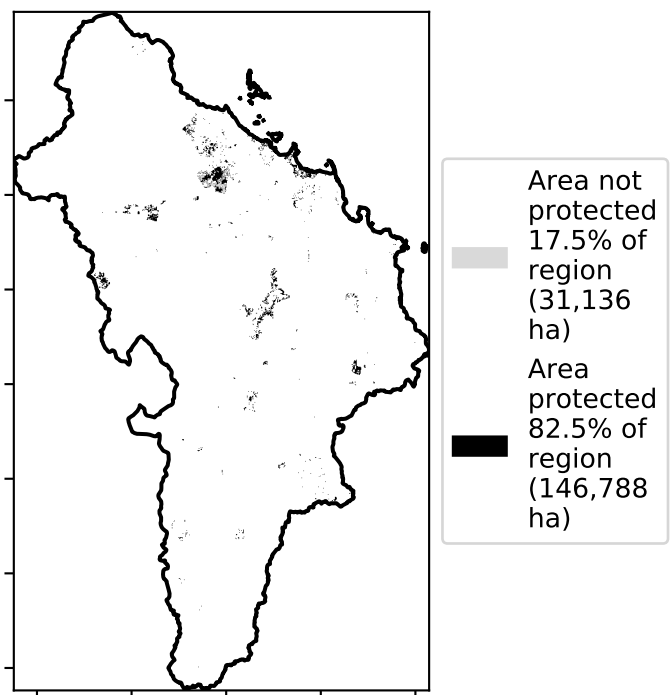 Area not
protected
17.5% of
region
(31,136
ha)
Area
protected
82.5% of
region
(146,788
ha)